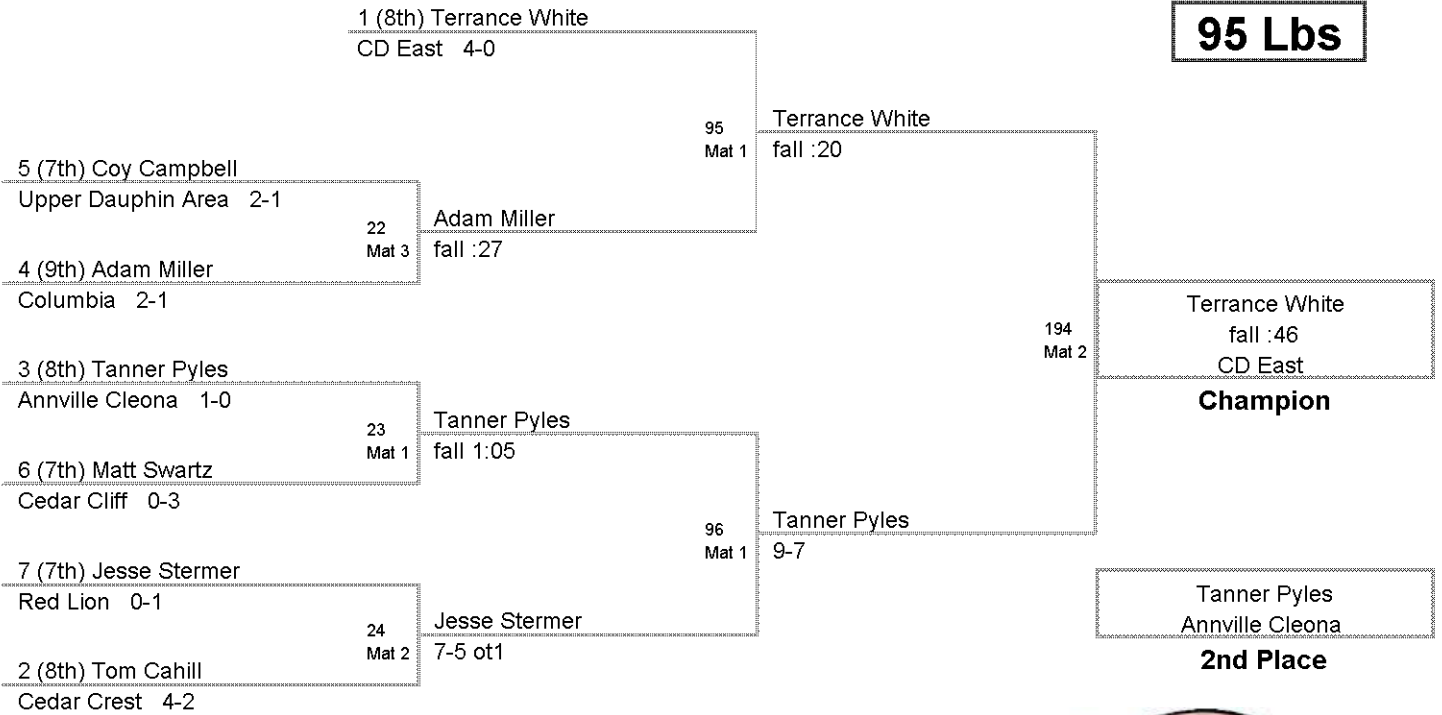 1 (8th) Terrance White
95 Lbs
CD East 4-0
95
Mat 1
Terrance White
fall :20
5 (7th) Coy Campbell
Upper Dauphin Area 2-1
22
Mat 3
Adam Miller
fall :27
4 (9th) Adam Miller
Columbia 2-1
194
Mat 2
Terrance White
fall :46
CD East
Champion
3 (8th) Tanner Pyles
Annville Cleona 1-0
23
Mat 1
Tanner Pyles
fall 1:05
6 (7th) Matt Swartz
Cedar Cliff 0-3
96
Mat 1
Tanner Pyles
9-7
7 (7th) Jesse Stermer
Red Lion 0-1
24
Mat 2
Jesse Stermer
7-5 ot1
2 (8th) Tom Cahill
Cedar Crest 4-2
Tanner Pyles
Annville Cleona
2nd Place